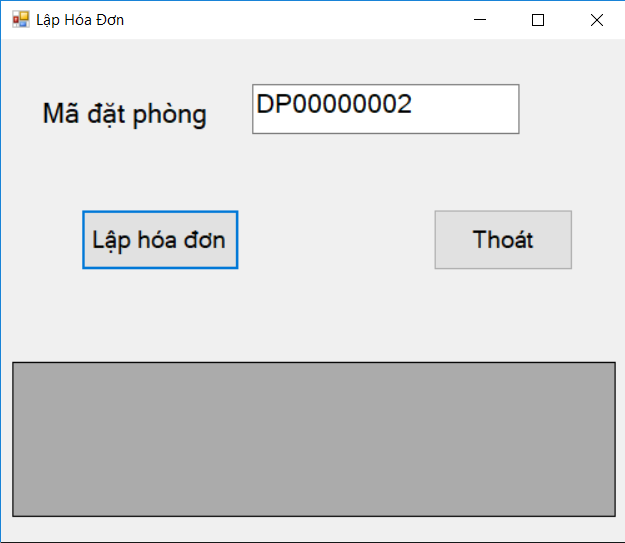 Lập Hóa Đơn
Mã đặt phòng
DP00000002
Lập hóa đơn
Thoát